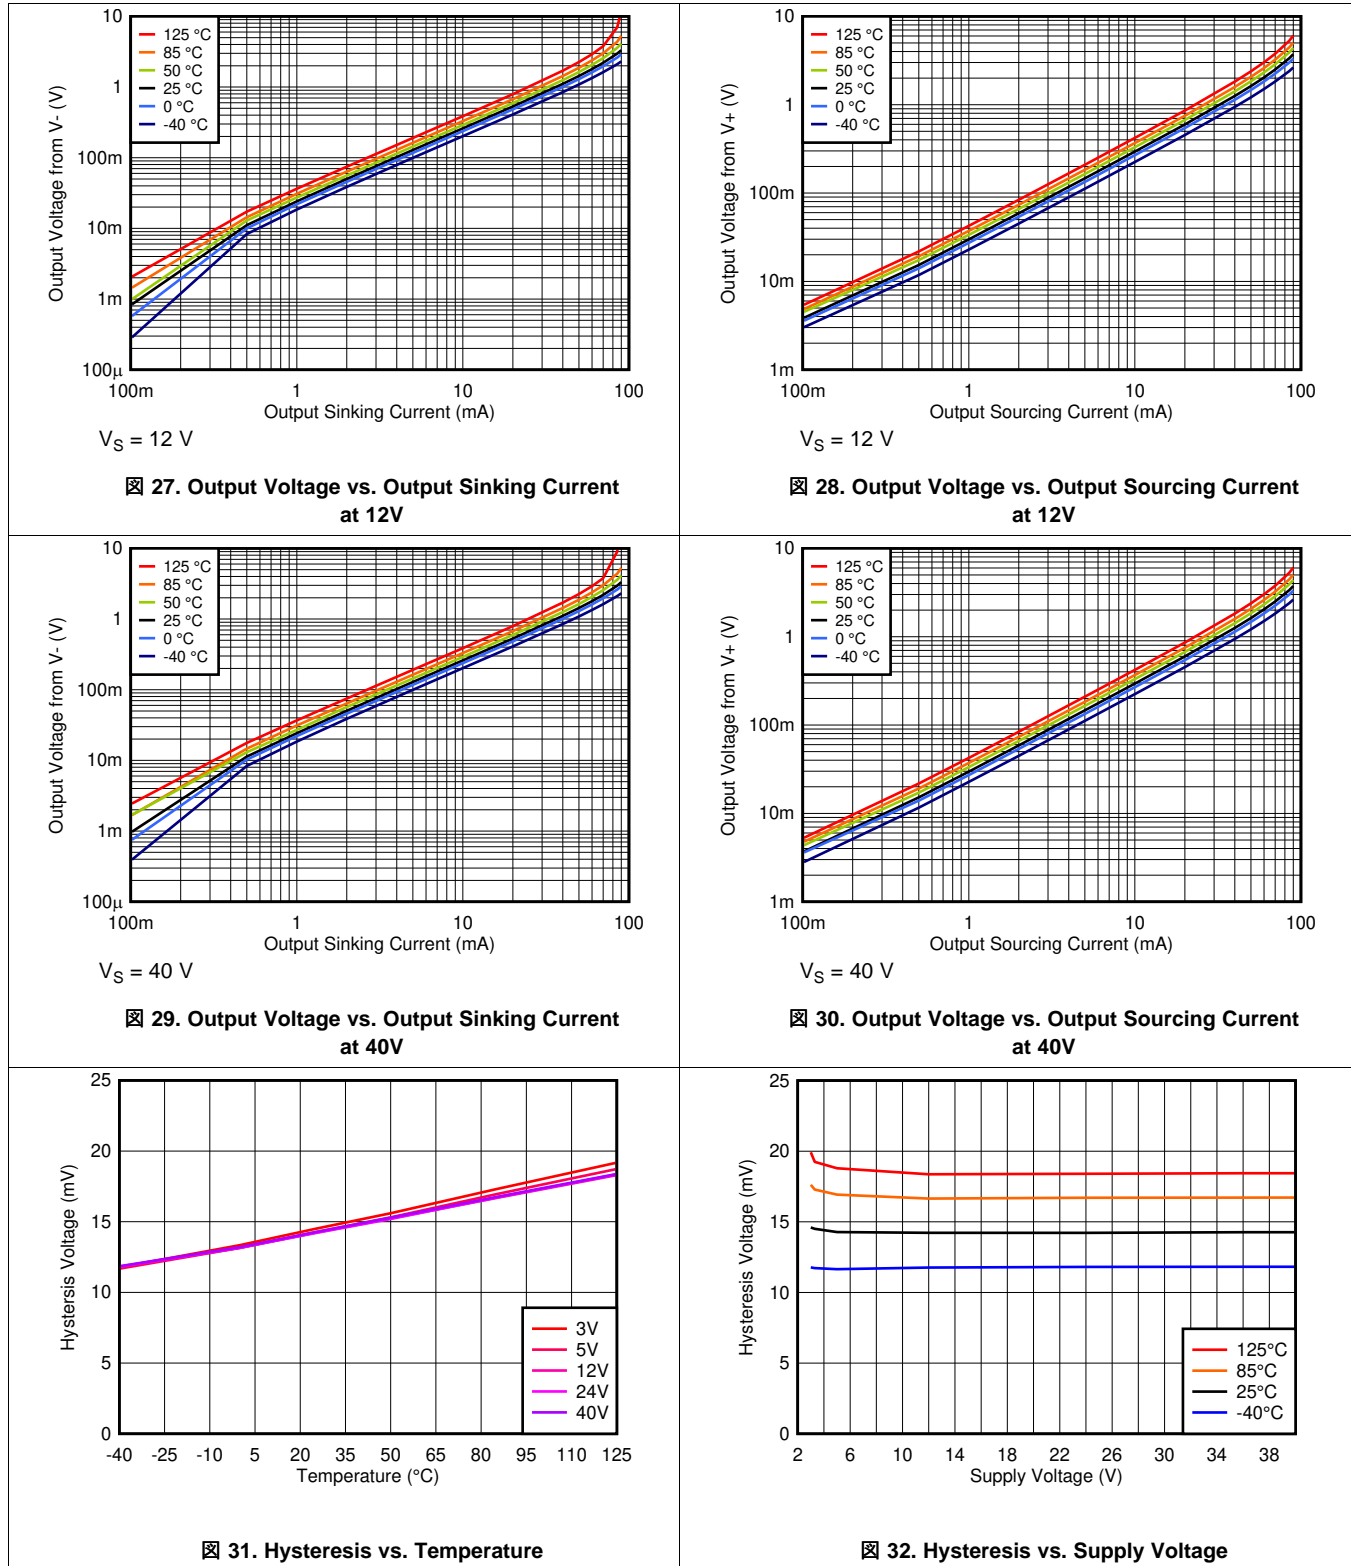 10
1
100m
10m
1m
100µ
Output Voltage from V- (V)
125 °C
85 °C
50 °C
25 °C
0 °C
-40 °C
100m 1 10 100
Output Sinking Current (mA)
V_S = 12 V
図 27. Output Voltage vs. Output Sinking Current
at 12V
10
1
100m
10m
1m
Output Voltage from V+ (V)
125 °C
85 °C
50 °C
25 °C
0 °C
-40 °C
100m 1 10 100
Output Sourcing Current (mA)
V_S = 12 V
図 28. Output Voltage vs. Output Sourcing Current
at 12V
10
1
100m
10m
1m
100µ
Output Voltage from V- (V)
125 °C
85 °C
50 °C
25 °C
0 °C
-40 °C
100m 1 10 100
Output Sinking Current (mA)
V_S = 40 V
図 29. Output Voltage vs. Output Sinking Current
at 40V
10
1
100m
10m
1m
Output Voltage from V+ (V)
125 °C
85 °C
50 °C
25 °C
0 °C
-40 °C
100m 1 10 100
Output Sourcing Current (mA)
V_S = 40 V
図 30. Output Voltage vs. Output Sourcing Current
at 40V
25
20
15
10
5
0
Hystersis Voltage (mV)
3V
5V
12V
24V
40V
-40 -25 -10 5 20 35 50 65 80 95 110 125
Temperature (°C)
図 31. Hysteresis vs. Temperature
25
20
15
10
5
0
Hysteresis Voltage (mV)
125°C
85°C
25°C
-40°C
2 6 10 14 18 22 26 30 34 38
Supply Voltage (V)
図 32. Hysteresis vs. Supply Voltage